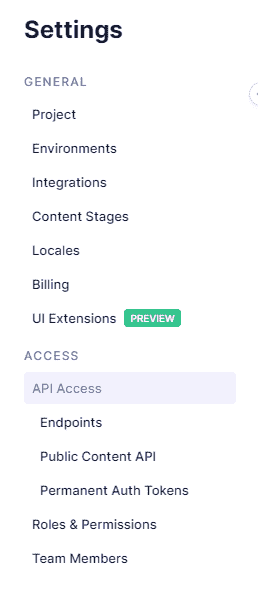 Settings
GENERAL
Project
Environments
Integrations
Content Stages
Locales
Billing
UI Extensions PREVIEW
ACCESS
API Access
Endpoints
Public Content API
Permanent Auth Tokens
Roles & Permissions
Team Members